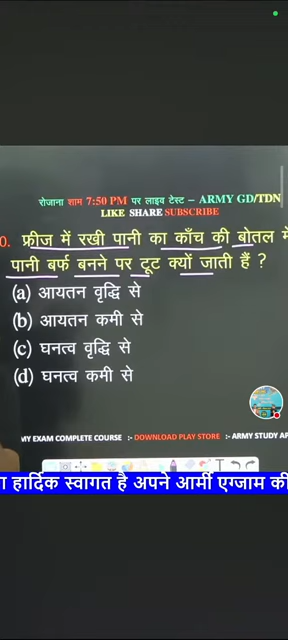 रोजाना शाम 7:50 PM पर लाइव टेस्ट – ARMY GD/TDN
LIKE SHARE SUBSCRIBE
0. फ्रीज में रखी पानी का काँच की बोतल में
पानी बर्फ बनने पर टूट क्यों जाती हैं ?
(a) आयतन वृद्धि से
(b) आयतन कमी से
(c) घनत्व वृद्धि से
(d) घनत्व कमी से
MY EXAM COMPLETE COURSE :- DOWNLOAD PLAY STORE :- ARMY STUDY AP
ा हार्दिक स्वागत है अपने आर्मी एग्जाम की